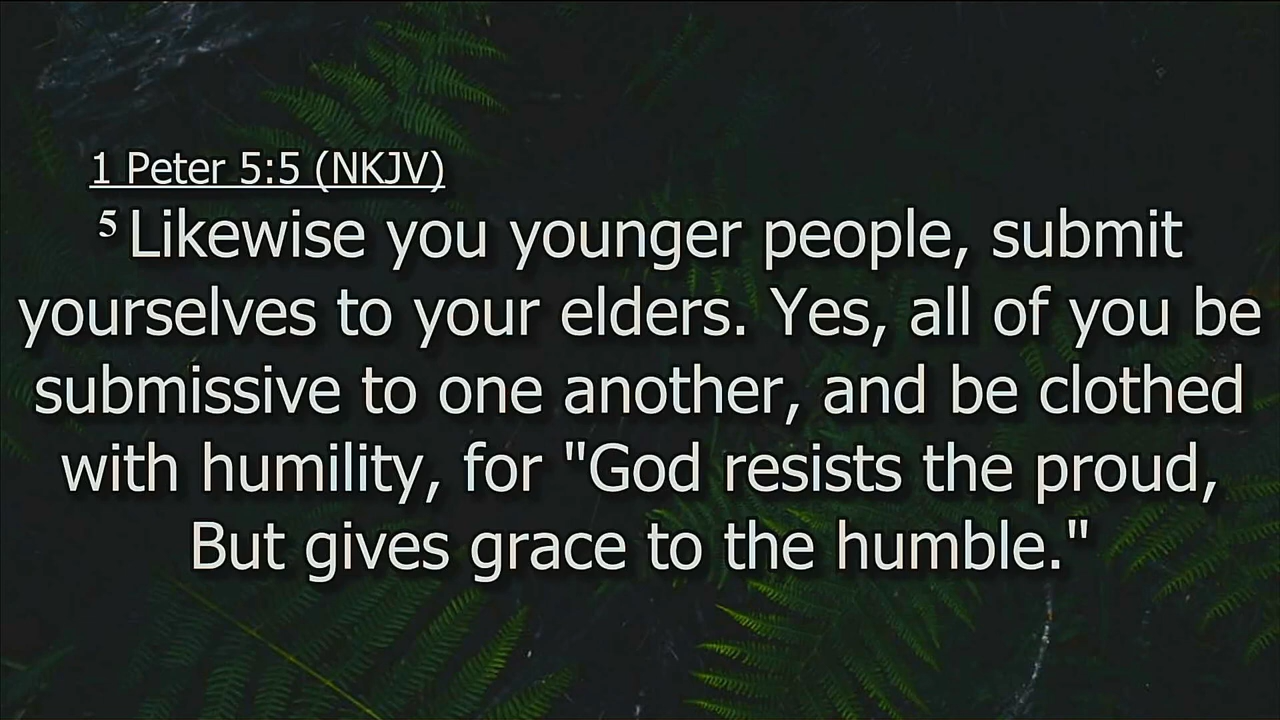 1 Peter 5:5 (NKJV)
5 Likewise you younger people, submit
yourselves to your elders. Yes, all of you be
submissive to one another, and be clothed
with humility, for "God resists the proud,
But gives grace to the humble."